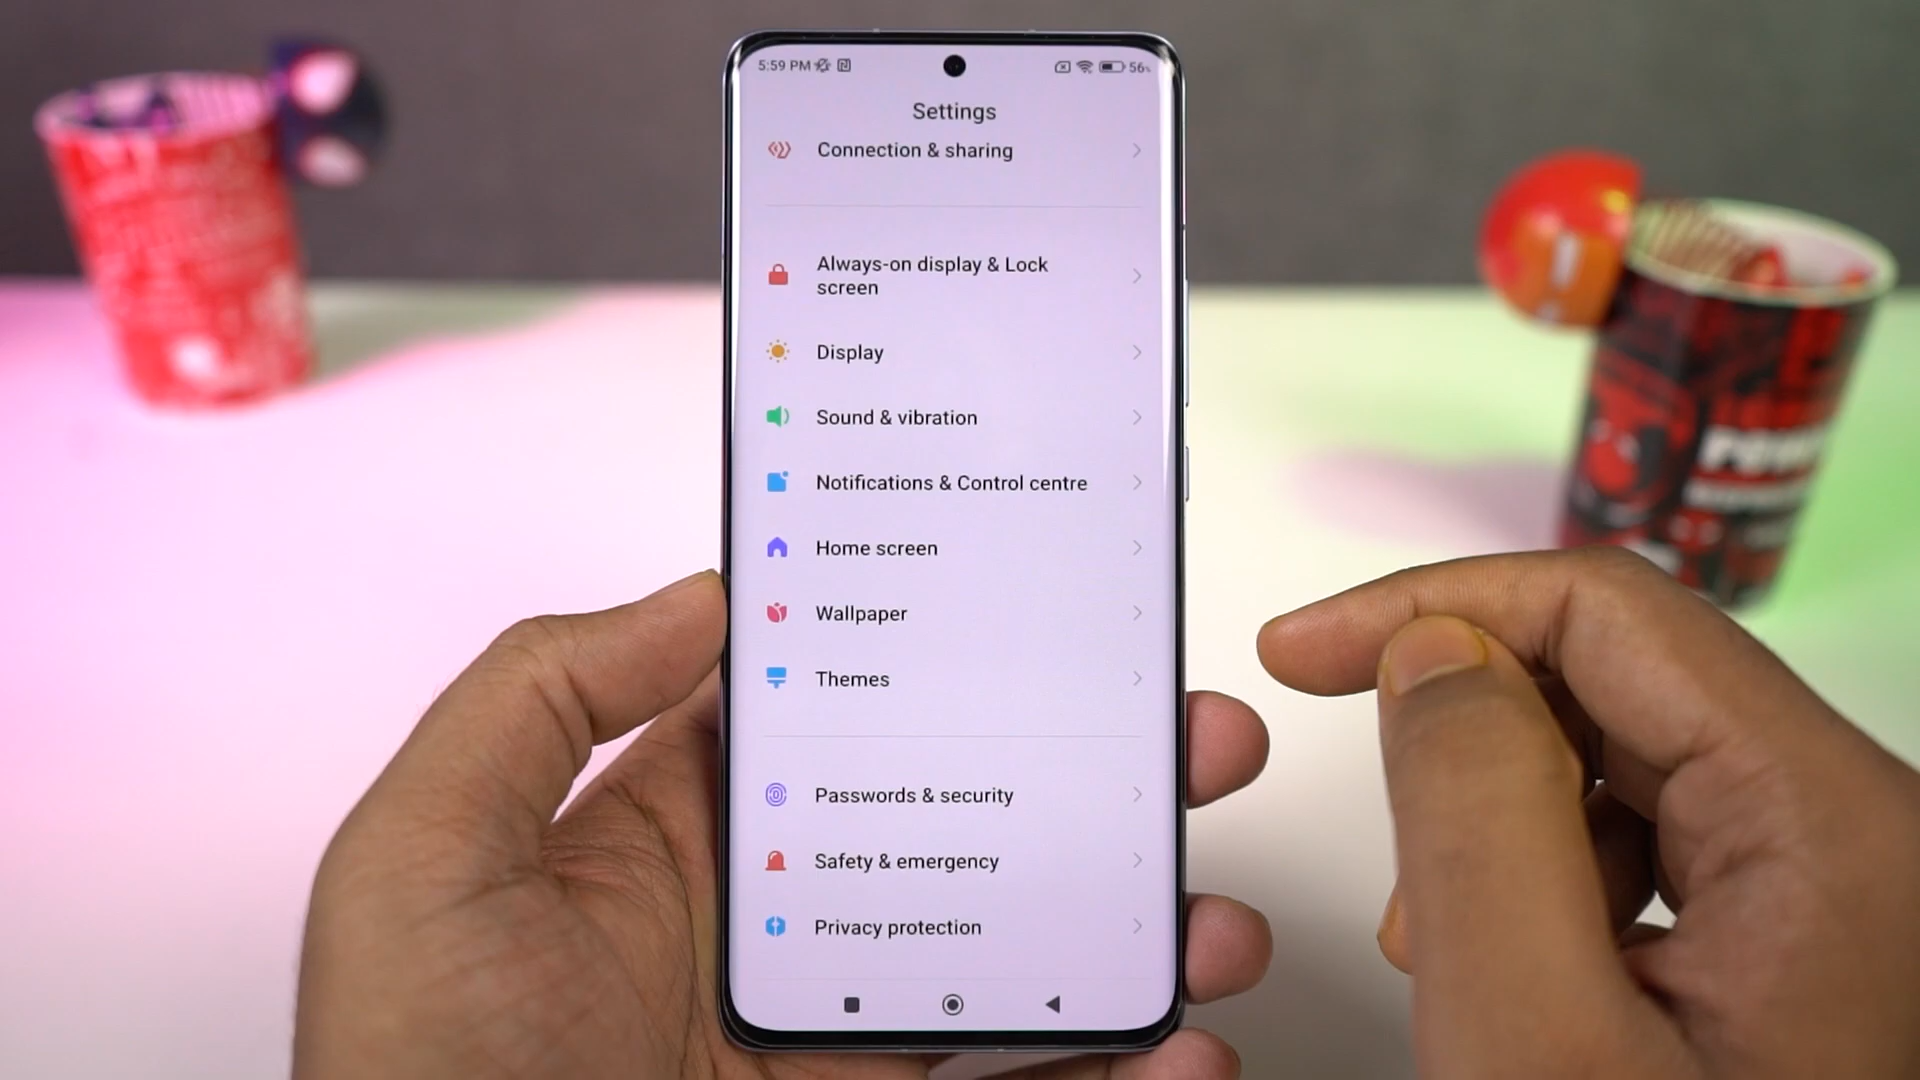 5:59 PM
56%
Settings
Connection & sharing
Always-on display & Lock
screen
Display
Sound & vibration
Notifications & Control centre
Home screen
Wallpaper
Themes
Passwords & security
Safety & emergency
Privacy protection